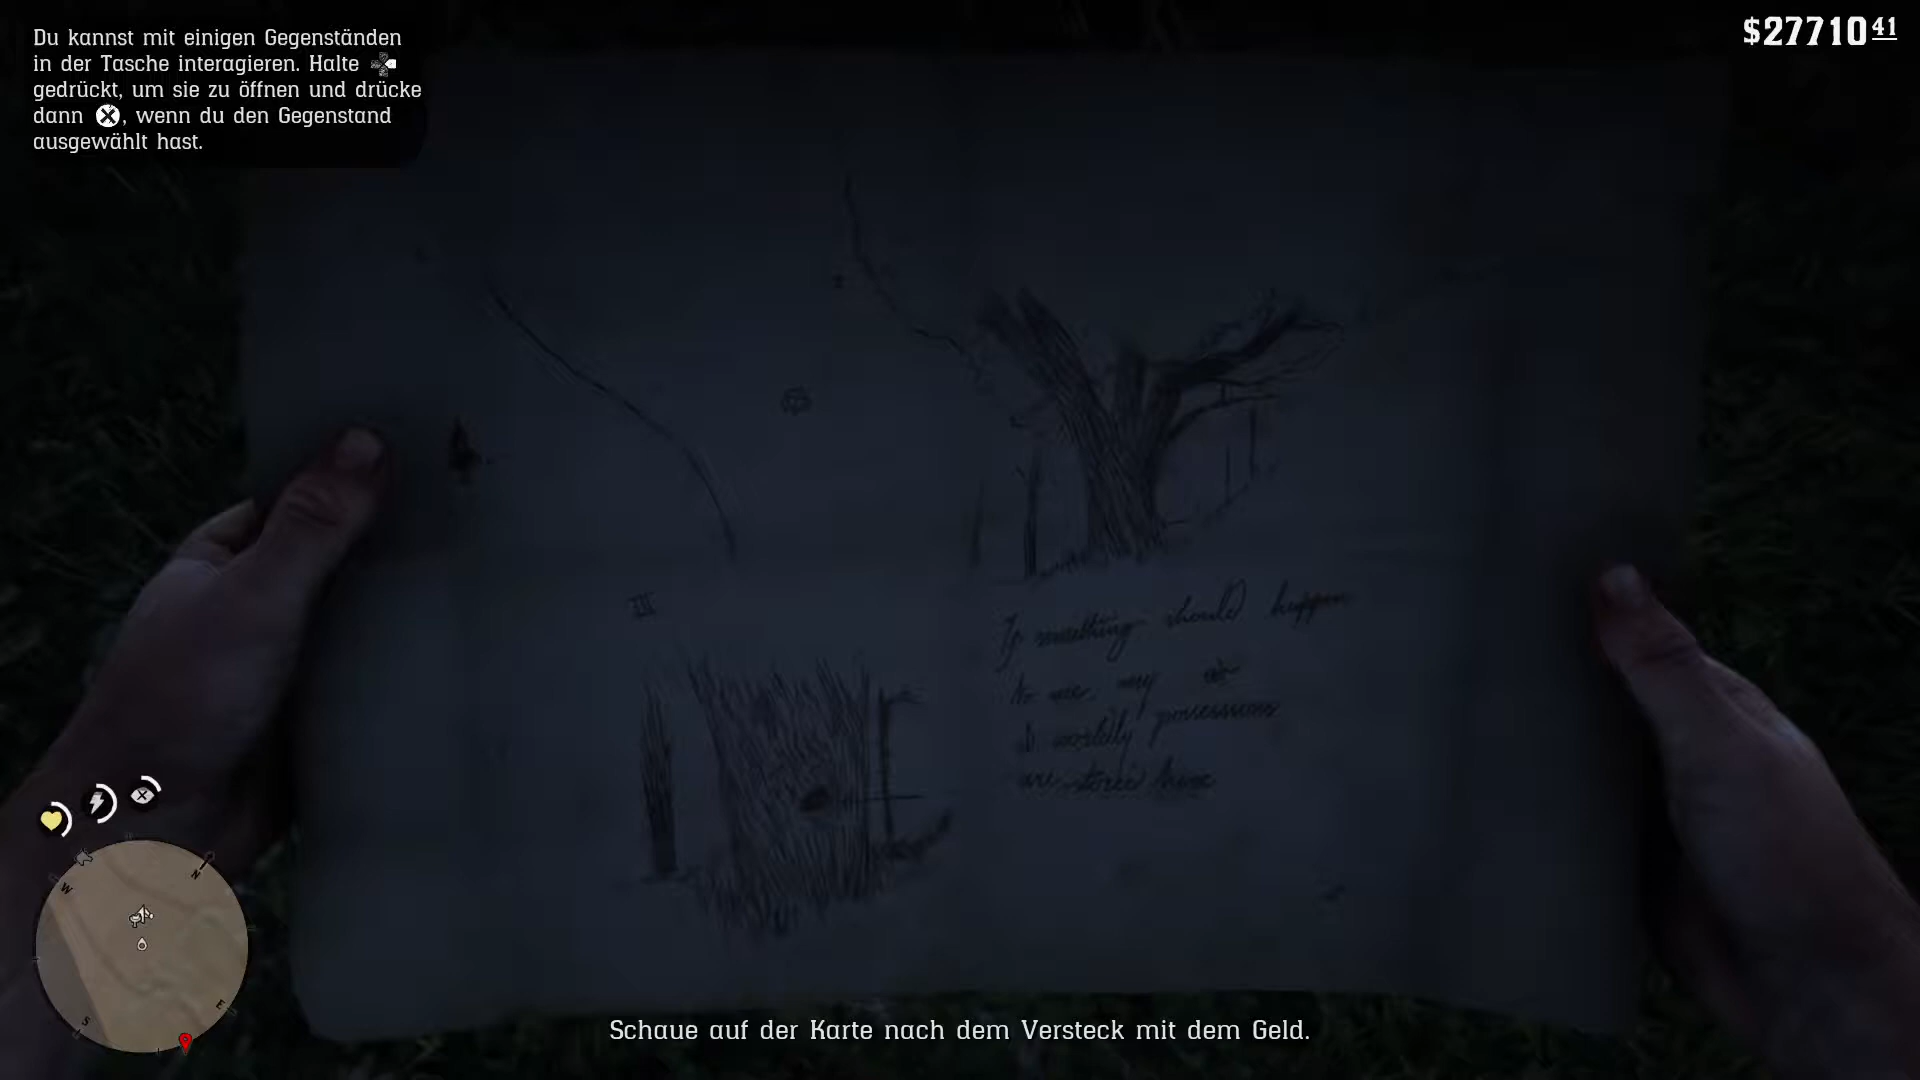 Du kannst mit einigen Gegenständen
in der Tasche interagieren. Halte
gedrückt, um sie zu öffnen und drücke
dann , wenn du den Gegenstand
ausgewählt hast.
$27710 41
III
If something should happen
to me, my
worldly possessions
are stored here
N
W
E
S
Schaue auf der Karte nach dem Versteck mit dem Geld.